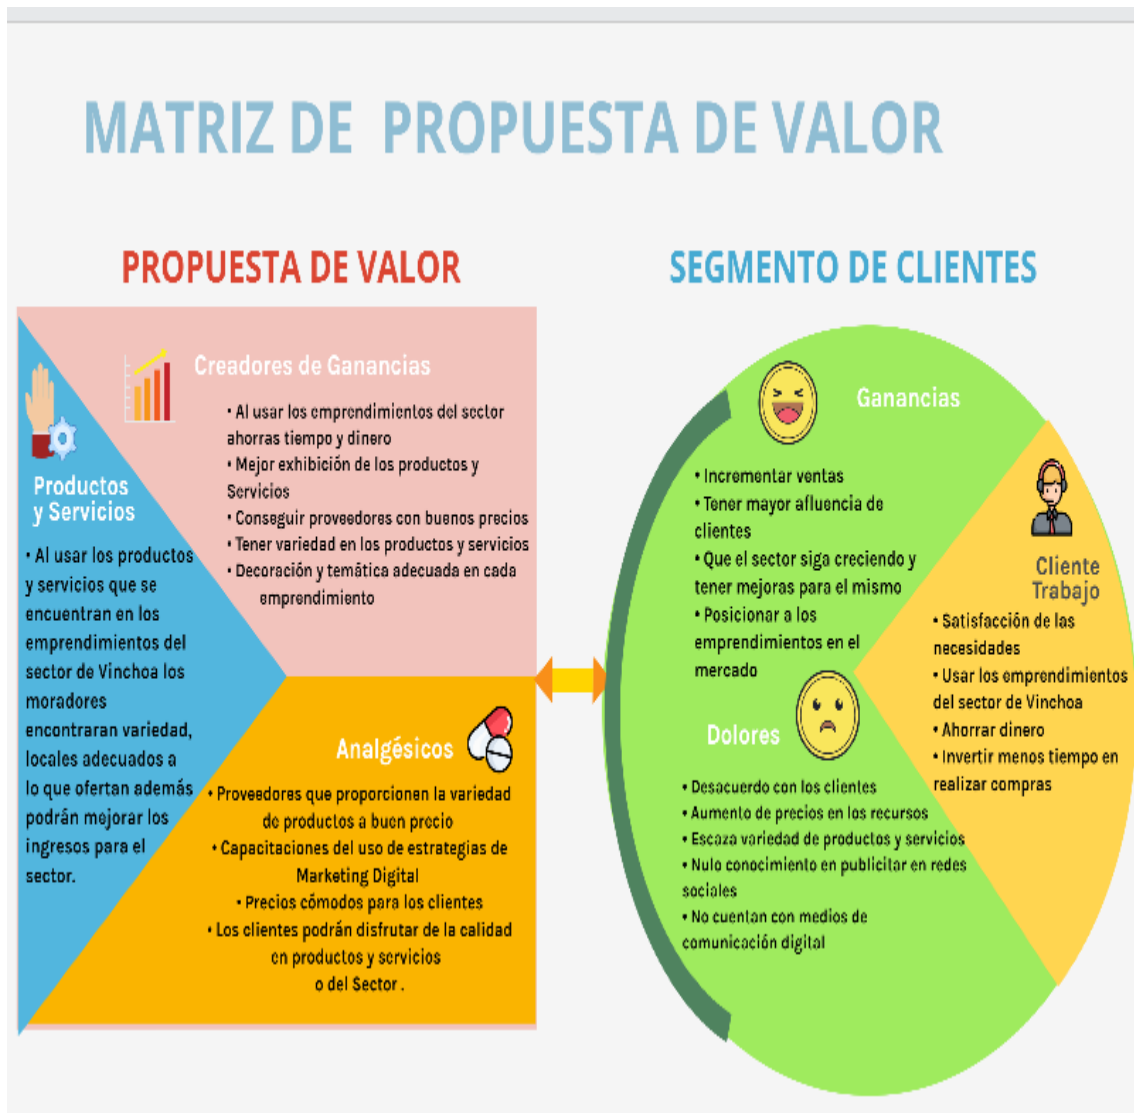 MATRIZ DE PROPUESTA DE VALOR
PROPUESTA DE VALOR
Creadores de Ganancias
• Al usar los emprendimientos del sector
ahorras tiempo y dinero
• Mejor exhibición de los productos y
Servicios
• Conseguir proveedores con buenos precios
• Tener variedad en los productos y servicios
• Decoración y temática adecuada en cada
emprendimiento
Productos
y Servicios
• Al usar los productos
y servicios que se
encuentran en los
emprendimientos del
sector de Vinchoa los
moradores
encontraran variedad,
locales adecuados a
lo que ofertan además
podrán mejorar los
ingresos para el
sector.
Analgésicos
• Proveedores que proporcionen la variedad
de productos a buen precio
• Capacitaciones del uso de estrategias de
Marketing Digital
• Precios cómodos para los clientes
• Los clientes podrán disfrutar de la calidad
en productos y servicios
o del Sector .
SEGMENTO DE CLIENTES
Ganancias
• Incrementar ventas
• Tener mayor afluencia de
clientes
• Que el sector siga creciendo y
tener mejoras para el mismo
• Posicionar a los
emprendimientos en el
mercado
Cliente
Trabajo
• Satisfacción de las
necesidades
• Usar los emprendimientos
del sector de Vinchoa
• Ahorrar dinero
• Invertir menos tiempo en
realizar compras
Dolores
• Desacuerdo con los clientes
• Aumento de precios en los recursos
• Escaza variedad de productos y servicios
• Nulo conocimiento en publicitar en redes
sociales
• No cuentan con medios de
comunicación digital